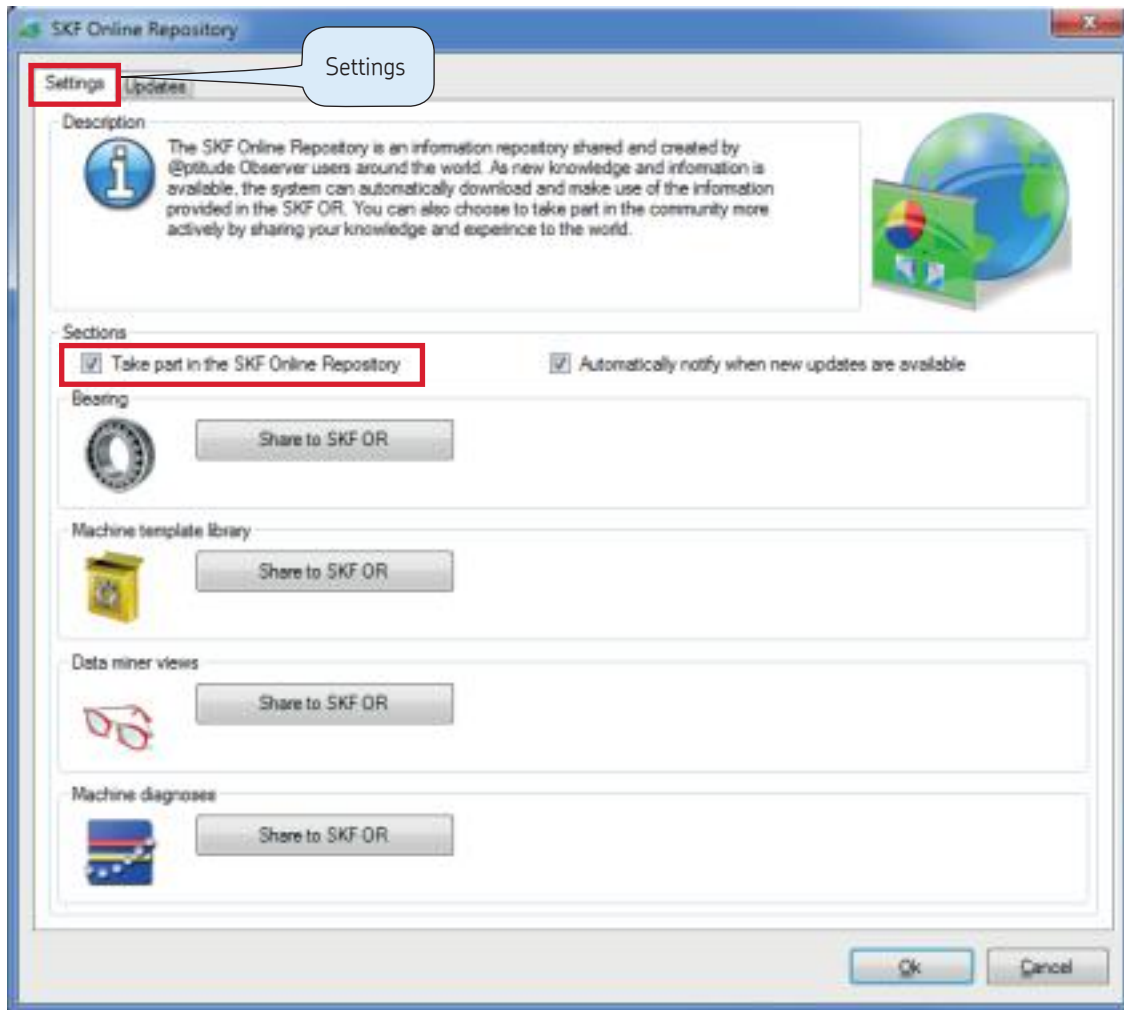 SKF Online Repository
Settings
Settings
Updates
Description
The SKF Online Repository is an information repository shared and created by
@ptitude Observer users around the world. As new knowledge and information is
available, the system can automatically download and make use of the information
provided in the SKF OR. You can also choose to take part in the community more
actively by sharing your knowledge and experince to the world.
Sections
Take part in the SKF Online Repository
Automatically notify when new updates are available
Bearing
Share to SKF OR
Machine template library
Share to SKF OR
Data miner views
Share to SKF OR
Machine diagnoses
Share to SKF OR
Ok
Cancel